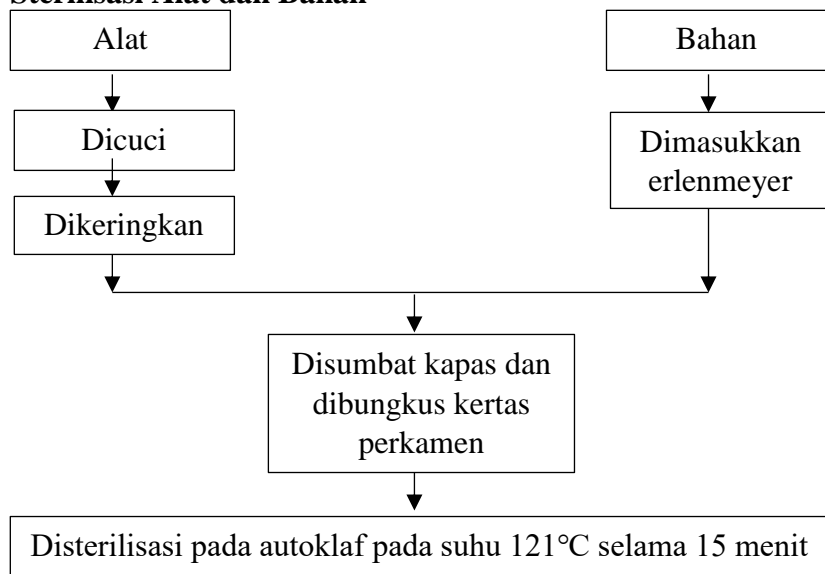 Sterilisasi Alat dan Bahan
Alat
Bahan
Dicuci
Dimasukkan
erlenmeyer
Dikeringkan
Disumbat kapas dan
dibungkus kertas
perkamen
Disterilisasi pada autoklaf pada suhu 121°C selama 15 menit